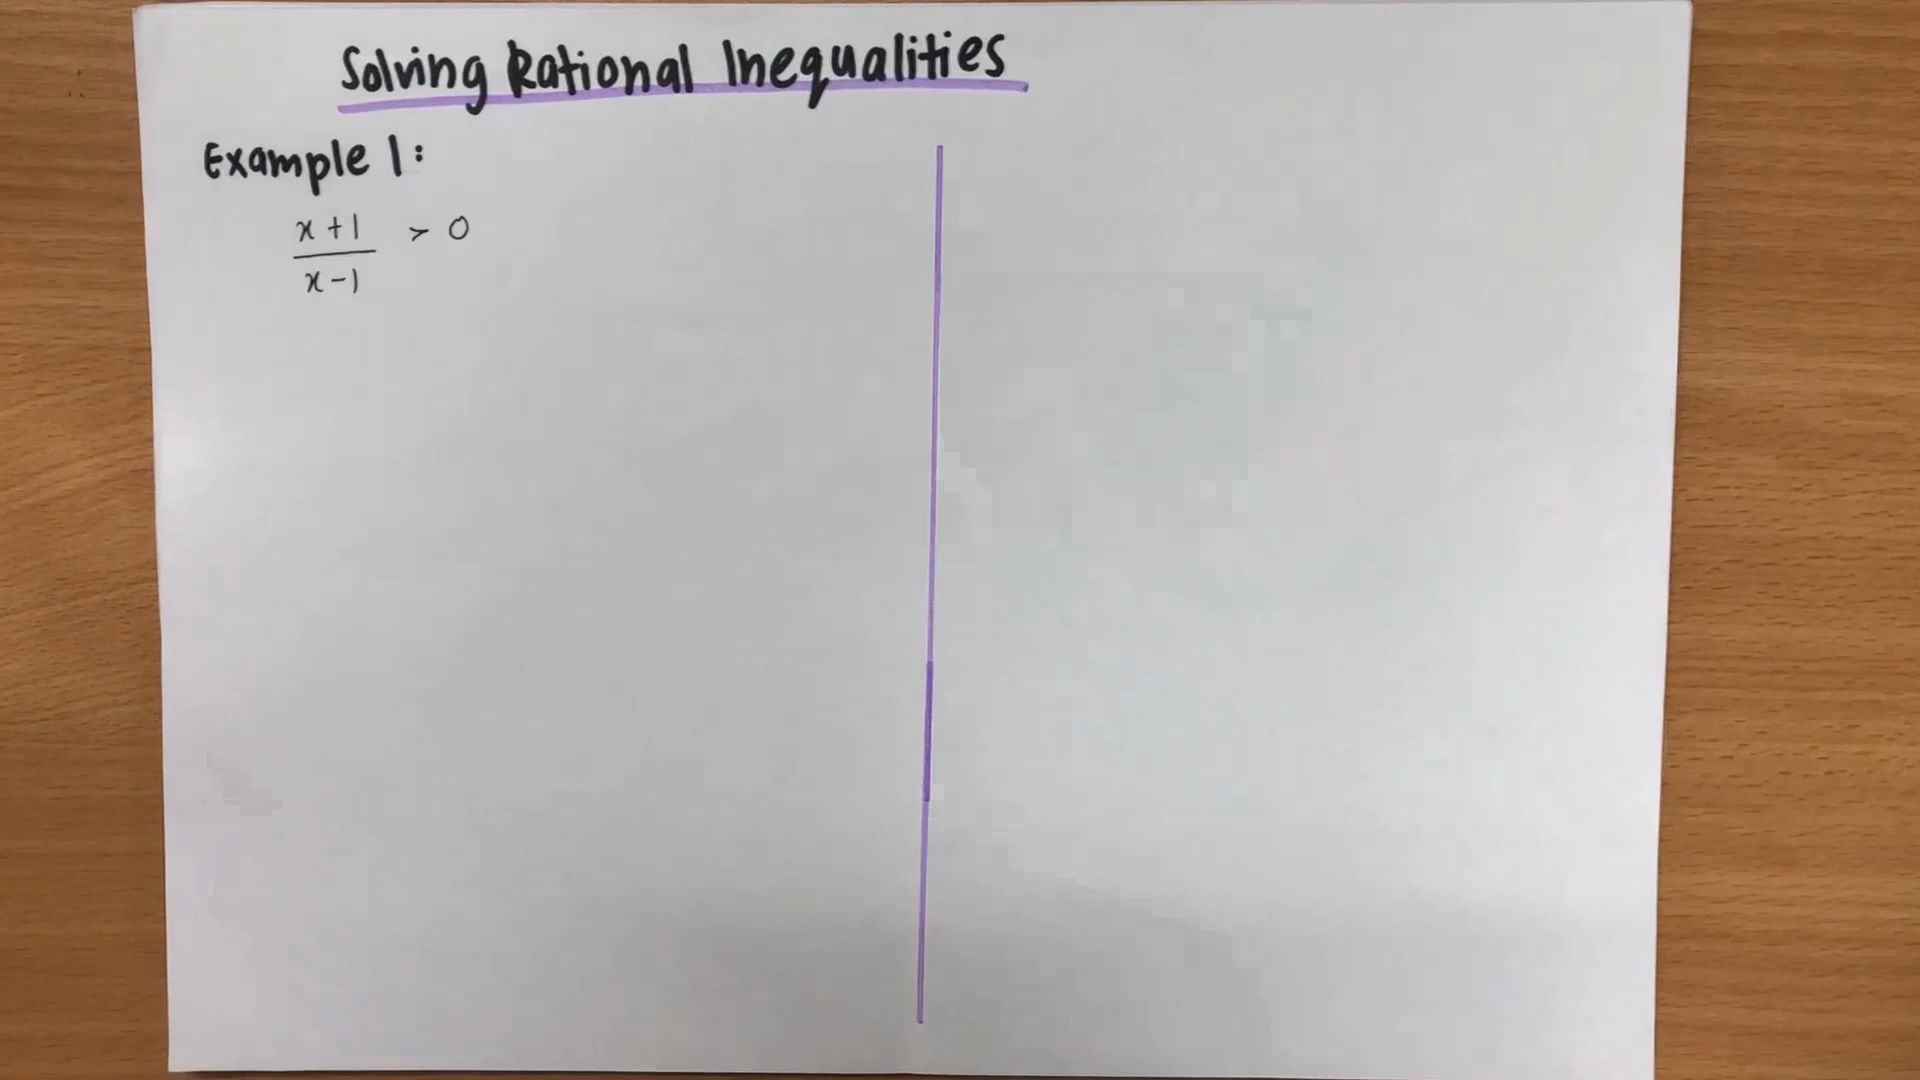 Solving Rational Inequalities
Example 1:
x+1
> 0
x-1